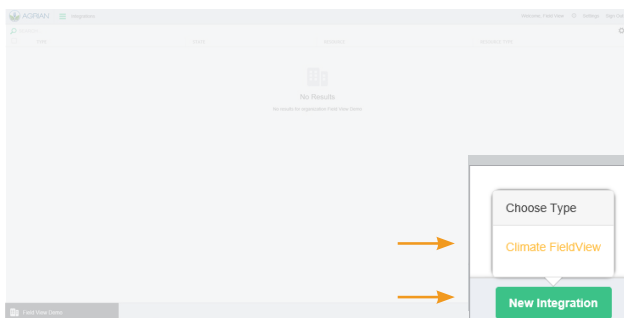 AGRIAN Integration Welcome, Field View Settings Sign Out
SEARCH
TYPE RESOURCE RESOURCE TYPE
No Results
No results for organization Field View Demo
Choose Type
Climate FieldView
New Integration
Field View Demo